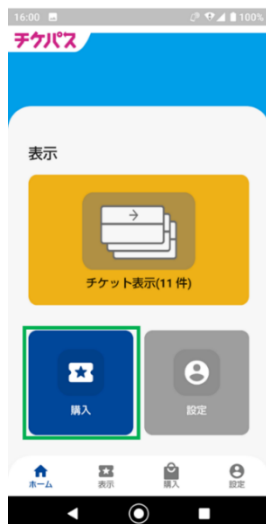 16:00 100%
チケパス
表示
チケット表示(11 件)
購入 設定
ホーム 表示 購入 設定